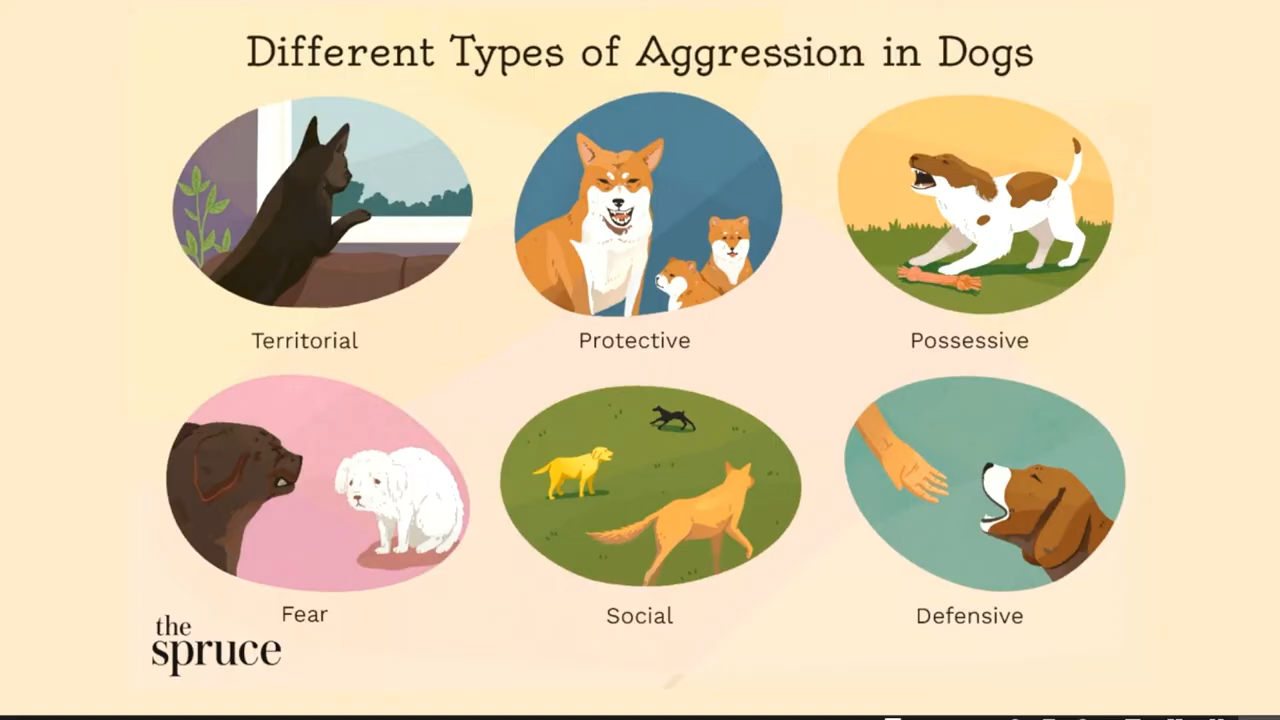 Different Types of Aggression in Dogs
Territorial
Protective
Possessive
Fear
Social
Defensive
the
spruce